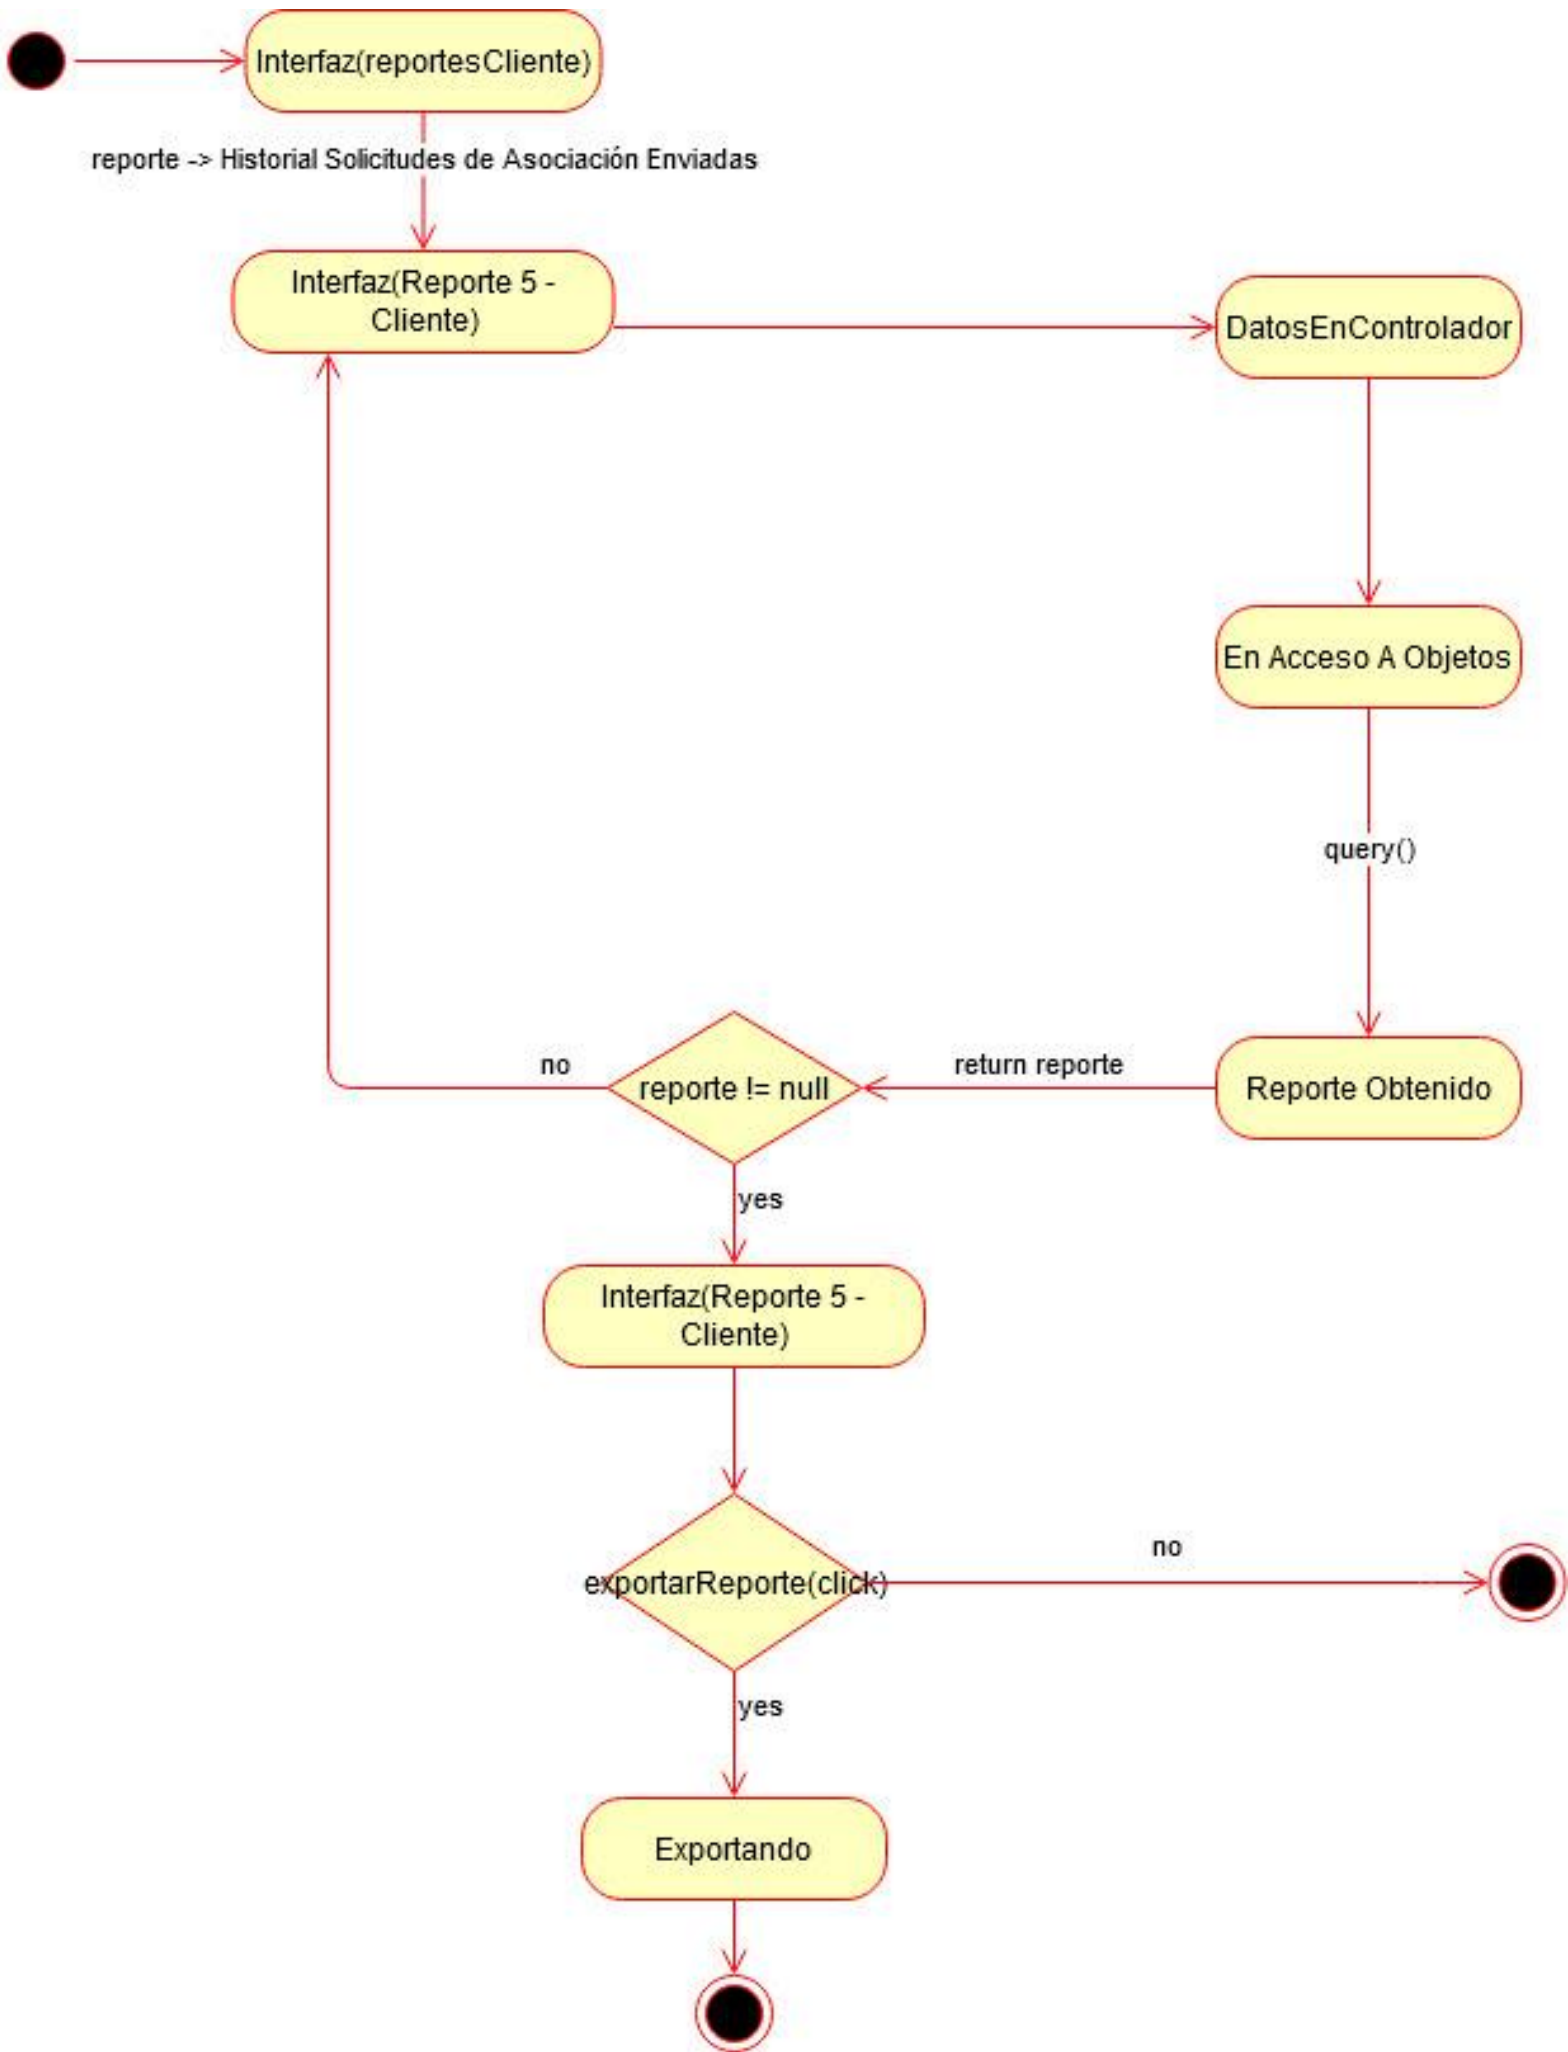 Interfaz(reportesCliente)
reporte -> Historial Solicitudes de Asociación Enviadas
Interfaz(Reporte 5 -
Cliente)
DatosEnControlador
En Acceso A Objetos
query()
Reporte Obtenido
return reporte
reporte != null
no
yes
Interfaz(Reporte 5 -
Cliente)
exportarReporte(click)
no
yes
Exportando